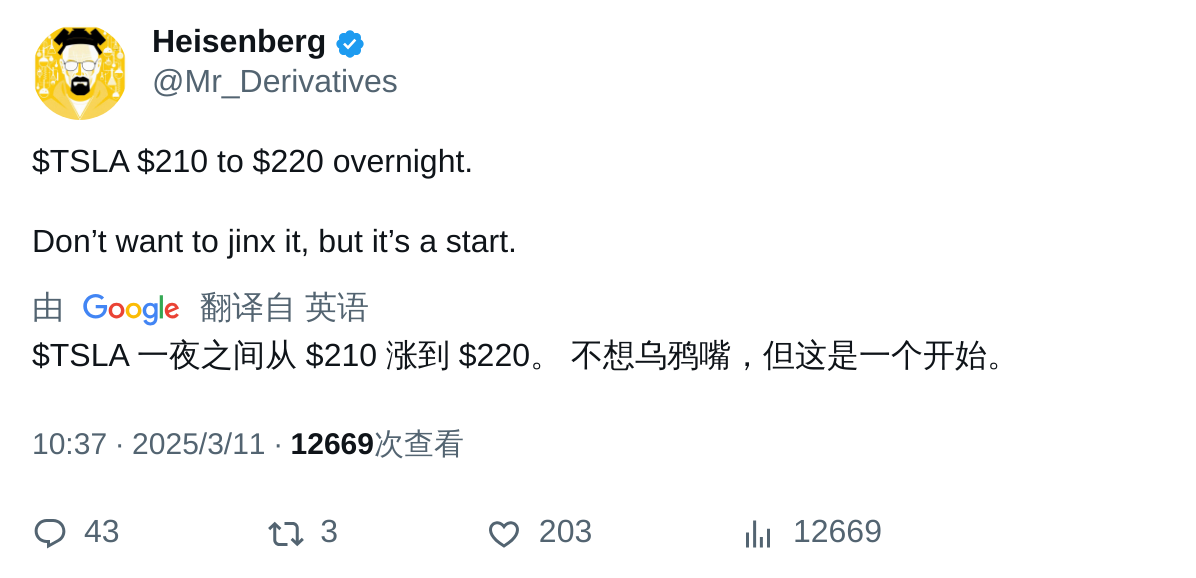 Heisenberg
@Mr_Derivatives
$TSLA $210 to $220 overnight.
Don’t want to jinx it, but it’s a start.
由 Google 翻译自 英语
$TSLA 一夜之间从 $210 涨到 $220。 不想乌鸦嘴，但这是一个开始。
10:37 · 2025/3/11 · 12669次查看
43 3 203 12669